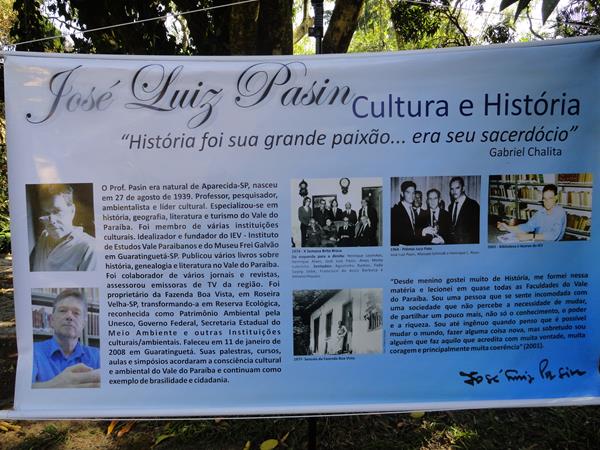 José Luiz Pasin Cultura e História
“História foi sua grande paixão... era seu sacerdócio”
Gabriel Chalita
O Prof. Pasin era natural de Aparecida-SP, nasceu
em 27 de agosto de 1939. Professor, pesquisador,
ambientalista e líder cultural. Especializou-se em
história, geografia, literatura e turismo do Vale do
Paraíba. Foi membro de várias instituições
culturais. Idealizador e fundador do IEV - Instituto
de Estudos Vale Paraibanos e do Museu Frei Galvão
em Guaratinguetá-SP. Publicou vários livros sobre
história, genealogia e literatura no Vale do Paraíba.
Foi colaborador de vários jornais e revistas,
assessorou emissoras de TV da região. Foi
proprietário da Fazenda Boa Vista, em Roseira
Velha-SP, transformando-a em Reserva Ecológica,
reconhecida como Patrimônio Ambiental pela
Unesco, Governo Federal, Secretaria Estadual do
Meio Ambiente e outras Instituições
culturais/ambientais. Faleceu em 11 de janeiro de
2008 em Guaratinguetá. Suas palestras, cursos,
aulas e simpósios acordaram a consciência cultural
e ambiental do Vale do Paraíba e continuam como
exemplo de brasilidade e cidadania.
1977- Senzala da Fazenda Boa Vista
"Desde menino gostei muito de História, me formei nessa
matéria e lecionei em quase todas as Faculdades do Vale
do Paraíba. Sou uma pessoa que se sente incomodada com
uma sociedade que não percebe a necessidade de mudar,
de partilhar um pouco mais, não só o conhecimento, o poder
e a riqueza. Sou até ingênuo quando penso que é possível
mudar o mundo, fazer alguma coisa nova, mas sobretudo sou
alguém que faz aquilo que acredita com muita vontade, muita
coragem e principalmente muita coerência" (2001).
José Luiz Pasin